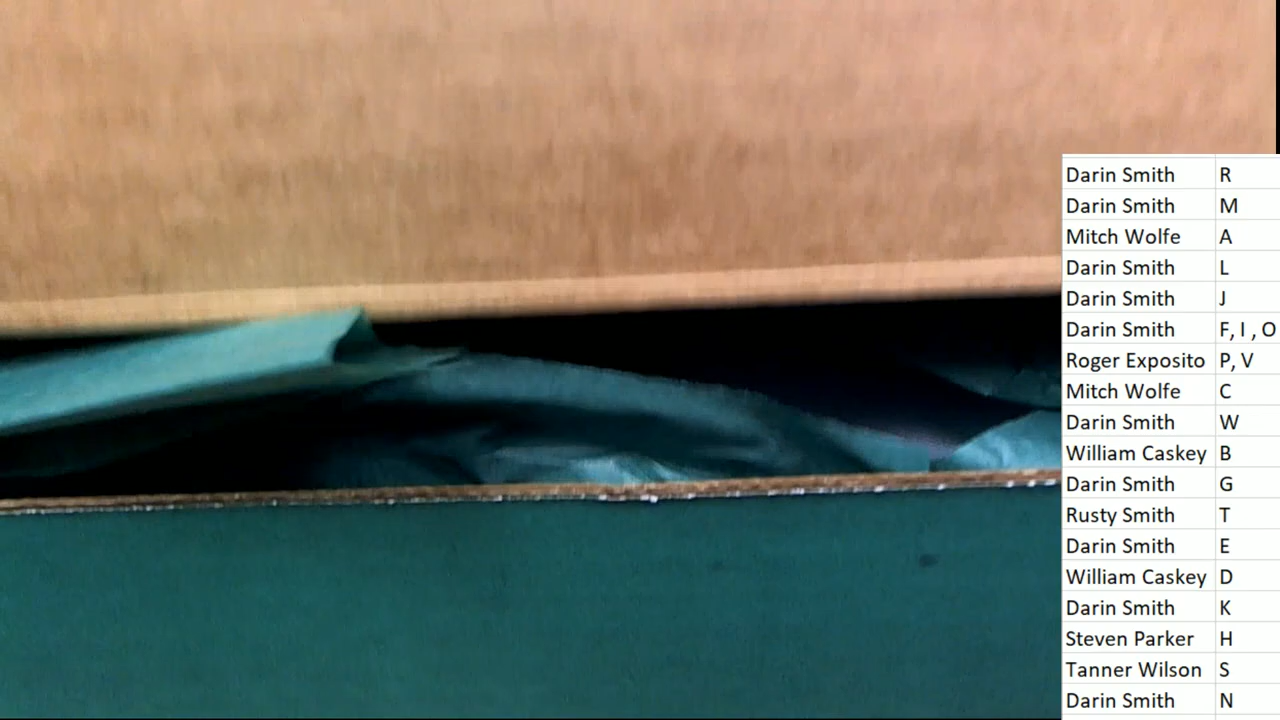 Darin Smith R
Darin Smith M
Mitch Wolfe A
Darin Smith L
Darin Smith J
Darin Smith F, I , O
Roger Exposito P, V
Mitch Wolfe C
Darin Smith W
William Caskey B
Darin Smith G
Rusty Smith T
Darin Smith E
William Caskey D
Darin Smith K
Steven Parker H
Tanner Wilson S
Darin Smith N